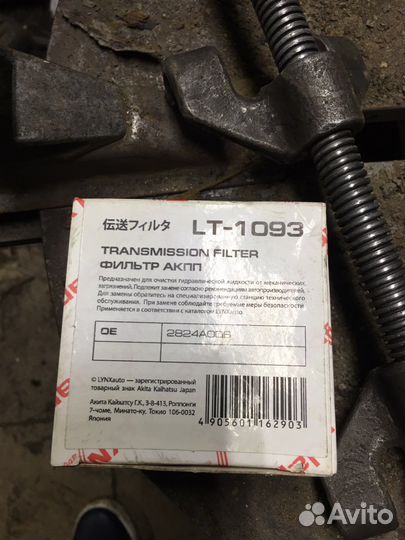 伝送フィルタ LT-1093
TRANSMISSION FILTER
ФИЛЬТР АКПП
Предназначен для очистки гидравлической жидкости от механических
загрязнений. Подлежит замене согласно рекомендациям автопроизводителей.
Для замены обратитесь на специализированную станцию технического
обслуживания. При замене соблюдайте требуемые меры безопасности
Применяется в соответствии с каталогом LYNXauto.
OE 2824A006
© LYNXauto — зарегистрированный
товарный знак Akita Kaihatsu Japan
Акита Кайхатсу Г.К., 3-8-413, Роппонги
7-чоме, Минато-ку, Токио 106-0032
Япония
4 905601 162903
Avito